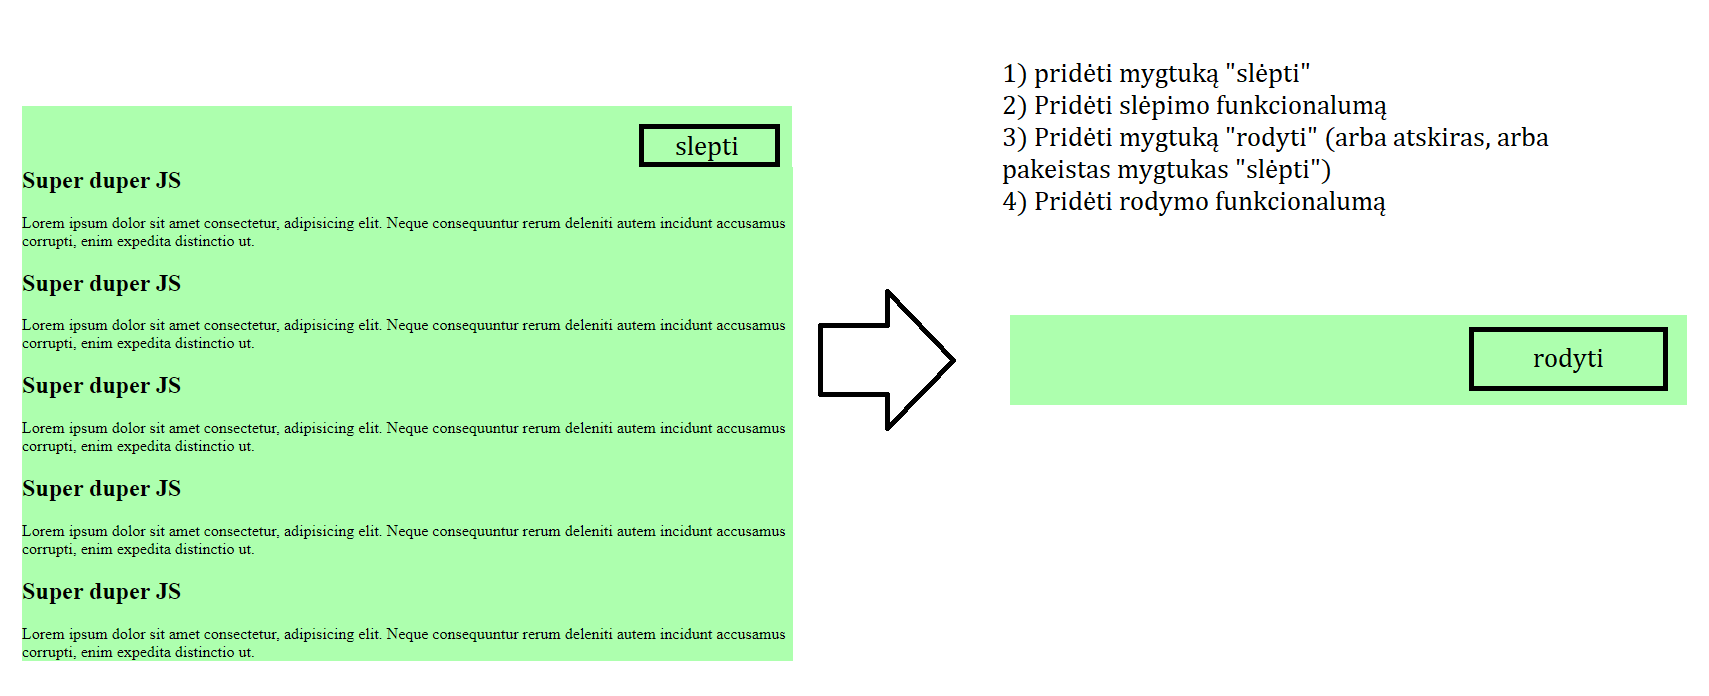 slepti
Super duper JS
Lorem ipsum dolor sit amet consectetur, adipisicing elit. Neque consequuntur rerum deleniti autem incidunt accusamus
corrupti, enim expedita distinctio ut.
Super duper JS
Lorem ipsum dolor sit amet consectetur, adipisicing elit. Neque consequuntur rerum deleniti autem incidunt accusamus
corrupti, enim expedita distinctio ut.
Super duper JS
Lorem ipsum dolor sit amet consectetur, adipisicing elit. Neque consequuntur rerum deleniti autem incidunt accusamus
corrupti, enim expedita distinctio ut.
Super duper JS
Lorem ipsum dolor sit amet consectetur, adipisicing elit. Neque consequuntur rerum deleniti autem incidunt accusamus
corrupti, enim expedita distinctio ut.
Super duper JS
Lorem ipsum dolor sit amet consectetur, adipisicing elit. Neque consequuntur rerum deleniti autem incidunt accusamus
corrupti, enim expedita distinctio ut.
1) pridėti mygtuką "slėpti"
2) Pridėti slėpimo funkcionalumą
3) Pridėti mygtuką "rodyti" (arba atskiras, arba
pakeistas mygtukas "slėpti")
4) Pridėti rodymo funkcionalumą
rodyti